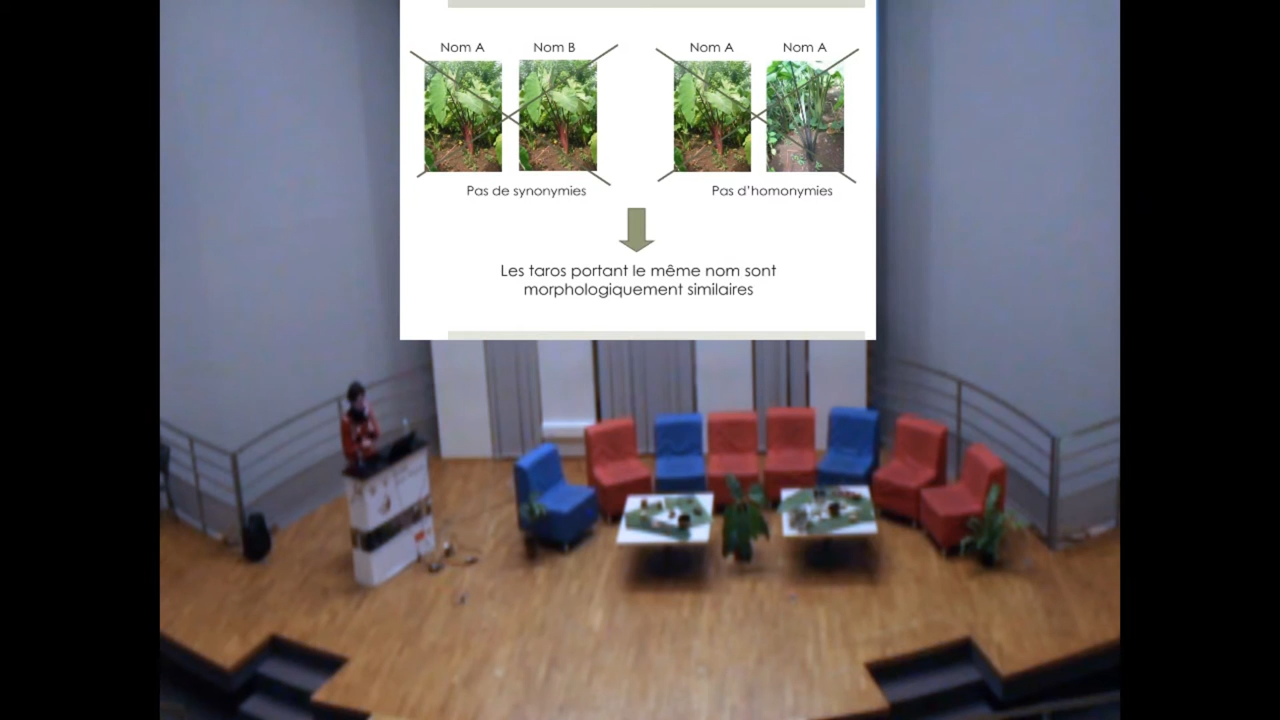 Nom A
Nom B
Nom A
Nom A
Pas de synonymies
Pas d'homonymies
Les taros portant le même nom sont
morphologiquement similaires